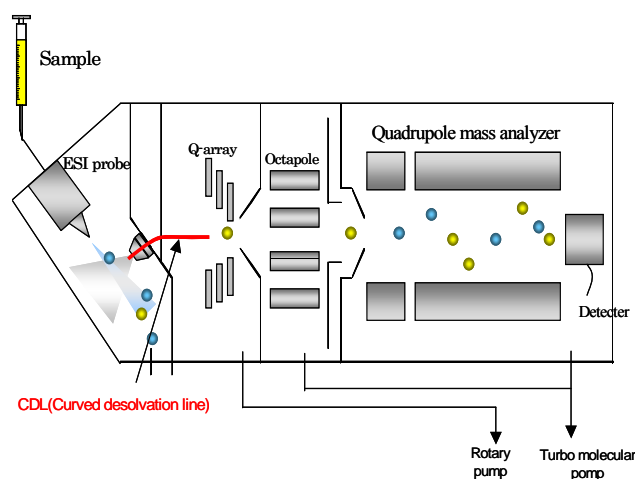 Sample
ESI probe
Q-array
Octapole
Quadrupole mass analyzer
Detecter
CDL(Curved desolvation line)
Rotary
pump
Turbo molecular
pomp